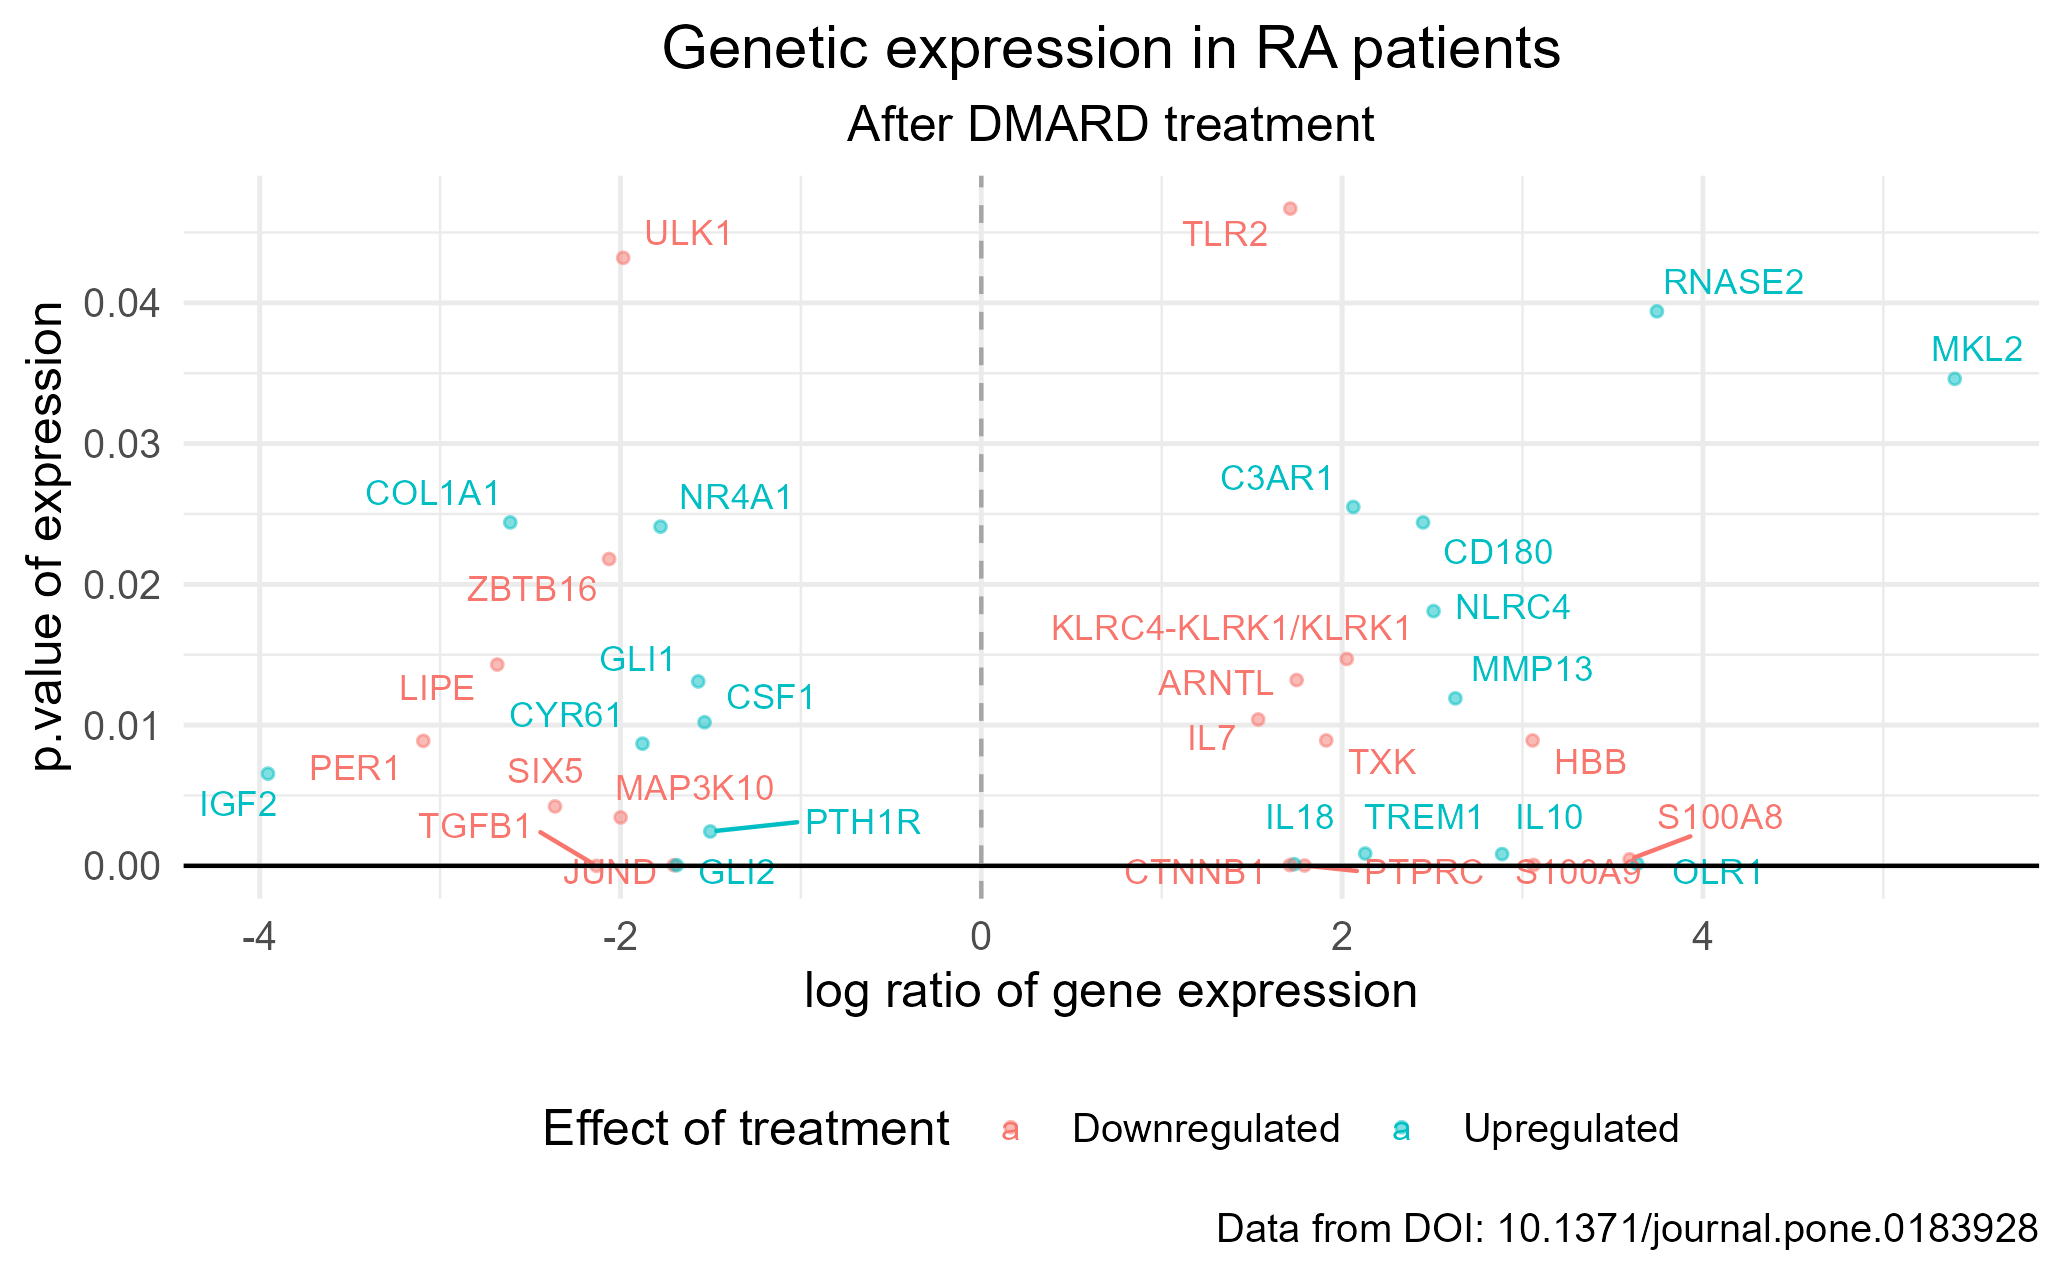 Genetic expression in RA patients
After DMARD treatment
p.value of expression
0.04
0.03
0.02
0.01
0.00
ULK1
TLR2
RNASE2
MKL2
COL1A1
NR4A1
C3AR1
CD180
ZBTB16
NLRC4
KLRC4-KLRK1/KLRK1
GLI1
MMP13
LIPE
ARNTL
CSF1
CYR61
IL7
PER1
SIX5
TXK
HBB
MAP3K10
IGF2
TGFB1
PTH1R
IL18
TREM1
IL10
S100A8
JUND
GLI2
CTNNB1
PTPRC
S100A9
OLR1
-4
-2
0
2
4
log ratio of gene expression
Effect of treatment
a Downregulated
a Upregulated
Data from DOI: 10.1371/journal.pone.0183928